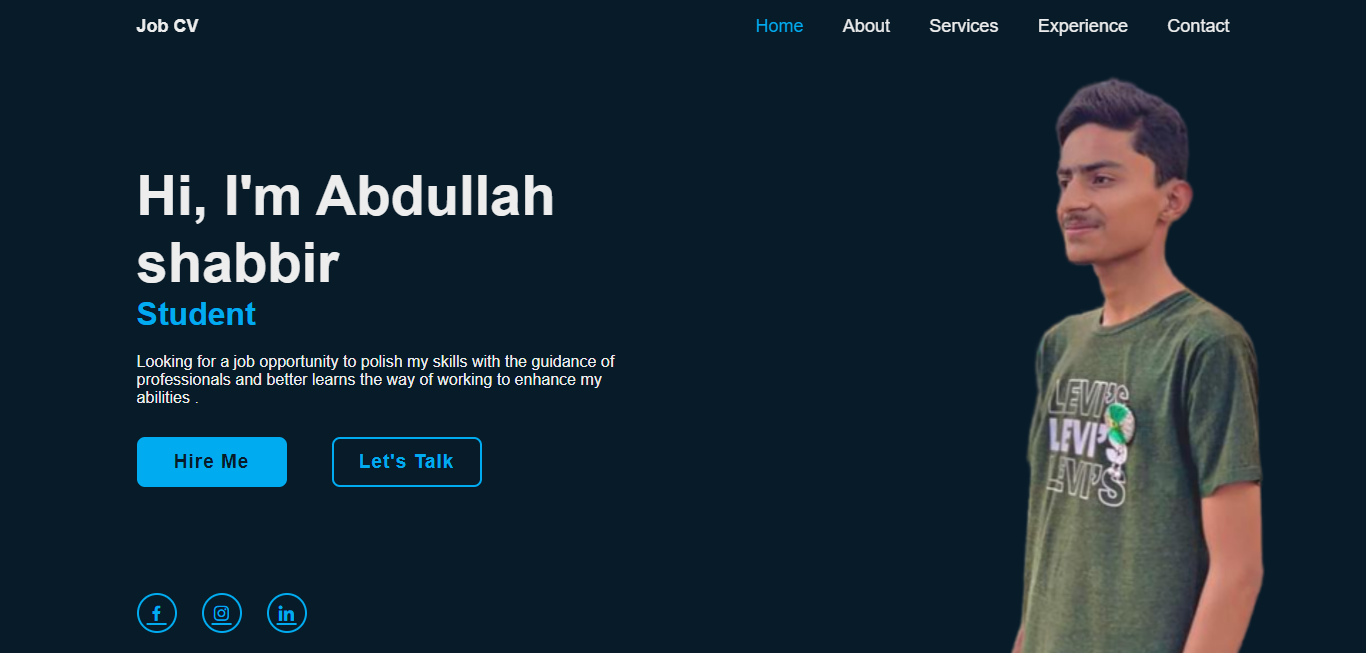 Job CV
Home About Services Experience Contact
Hi, I'm Abdullah
shabbir
Student
Looking for a job opportunity to polish my skills with the guidance of
professionals and better learns the way of working to enhance my
abilities .
Hire Me
Let's Talk
LEVI'S
LEVI'S
LEVI'S